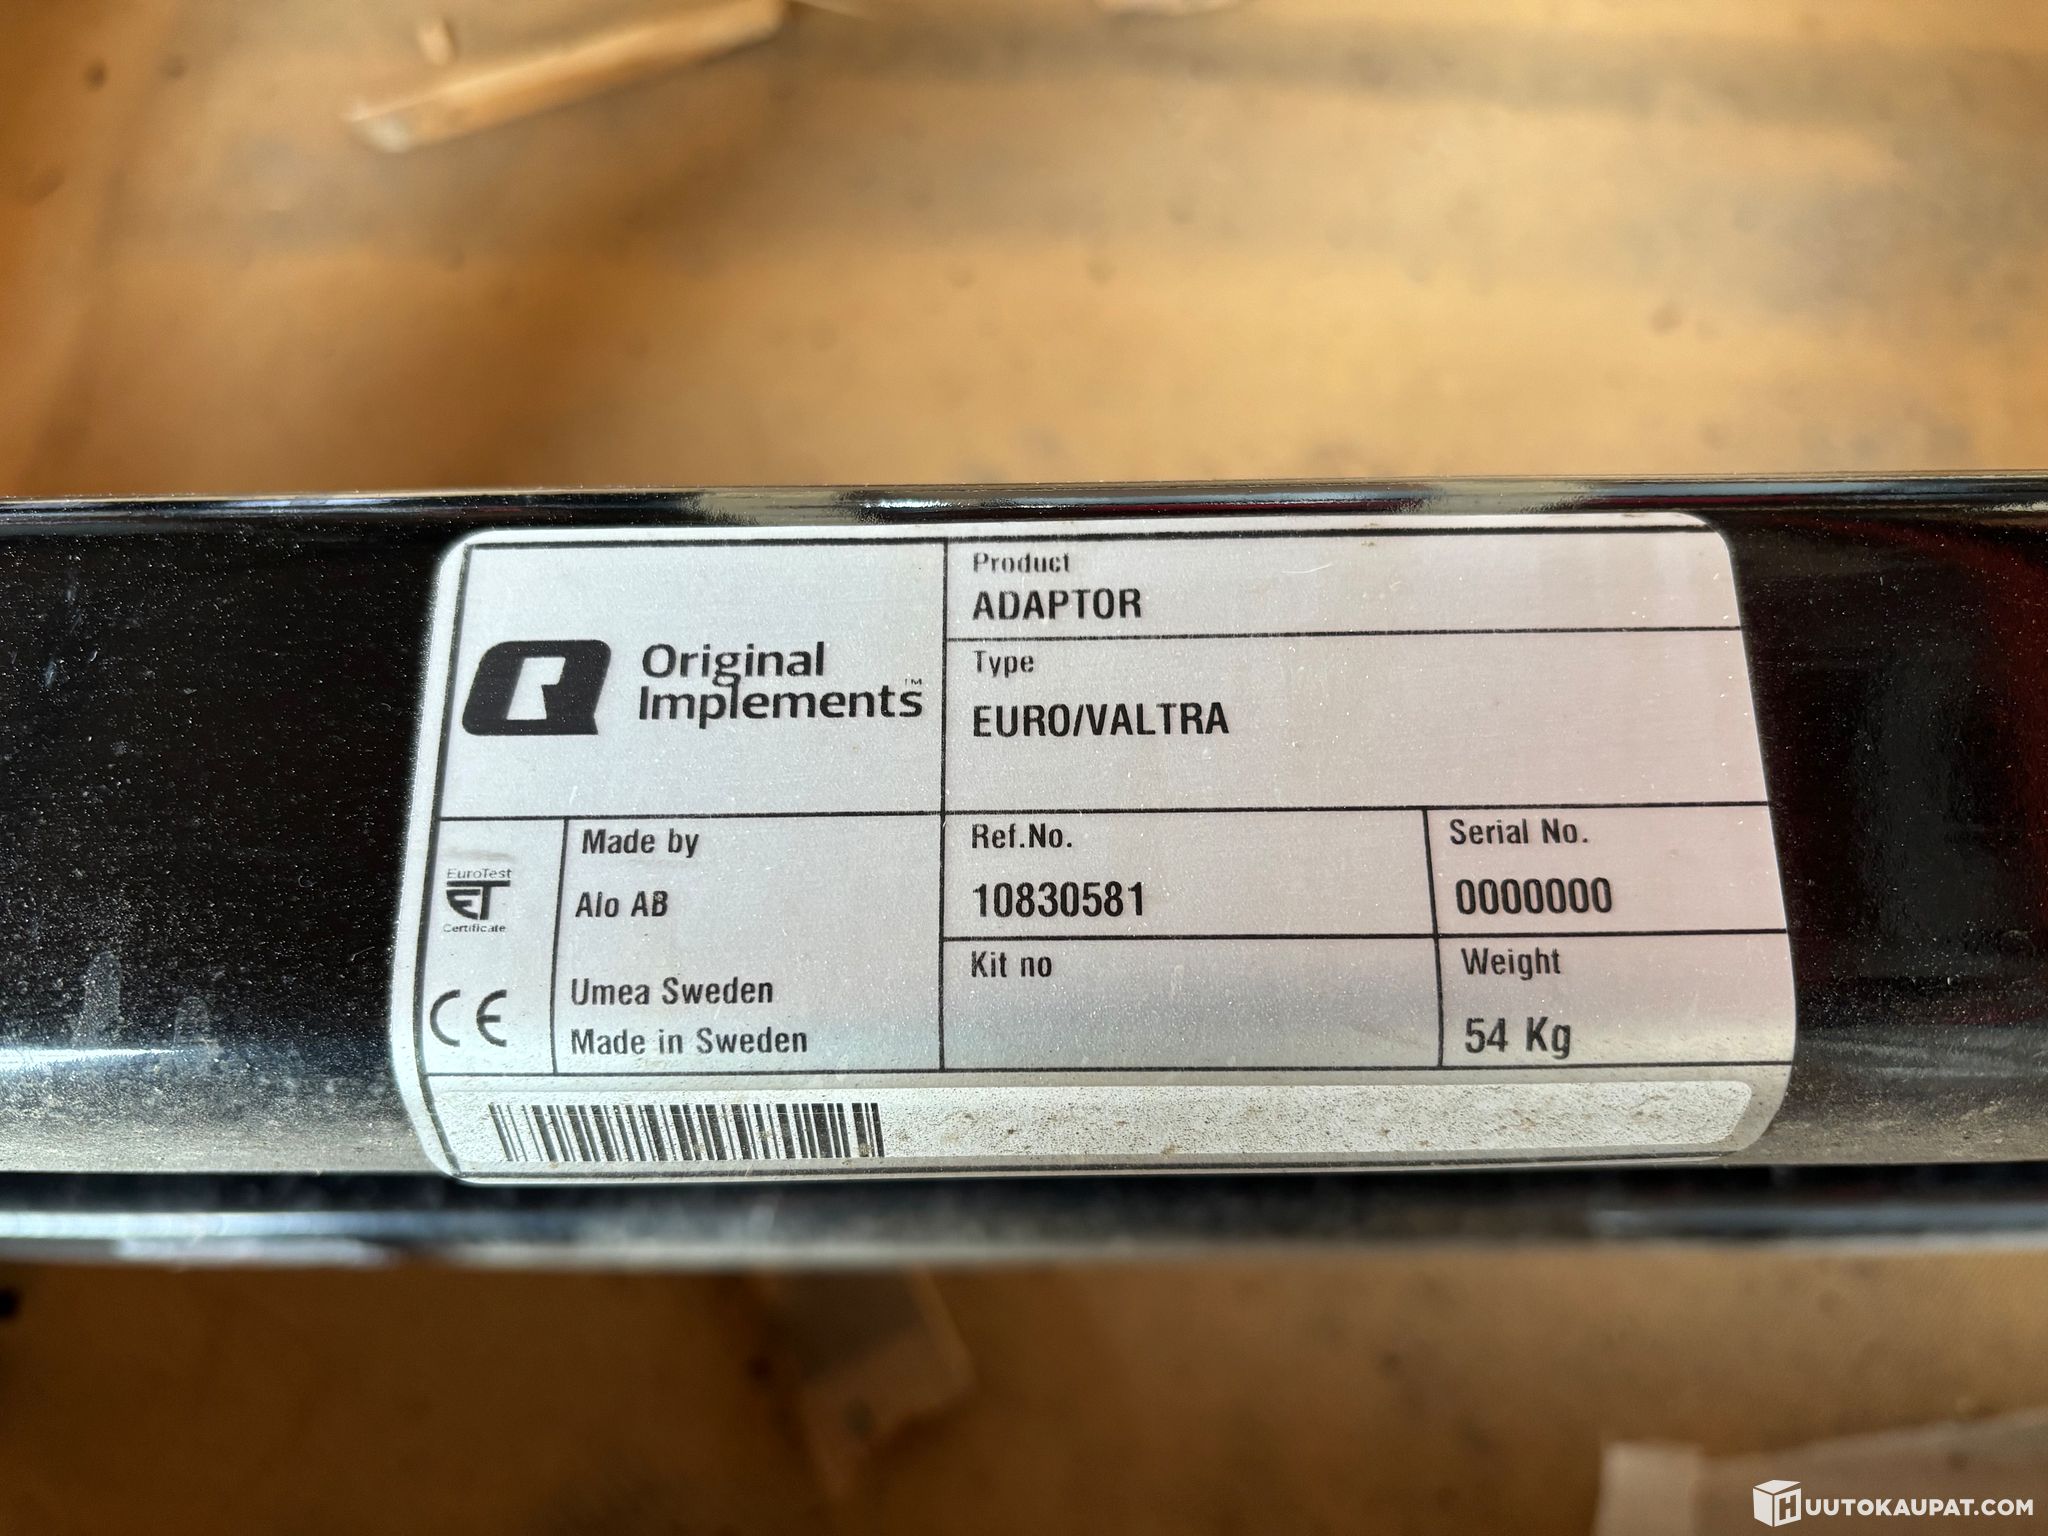 Original
Implements™
Product
ADAPTOR
Type
EURO/VALTRA
EuroTest
ET
Certificate
CE
Made by
Alo AB
Umea Sweden
Made in Sweden
Ref.No.
10830581
Serial No.
0000000
Kit no
Weight
54 Kg
HUUTOKAUPAT.COM